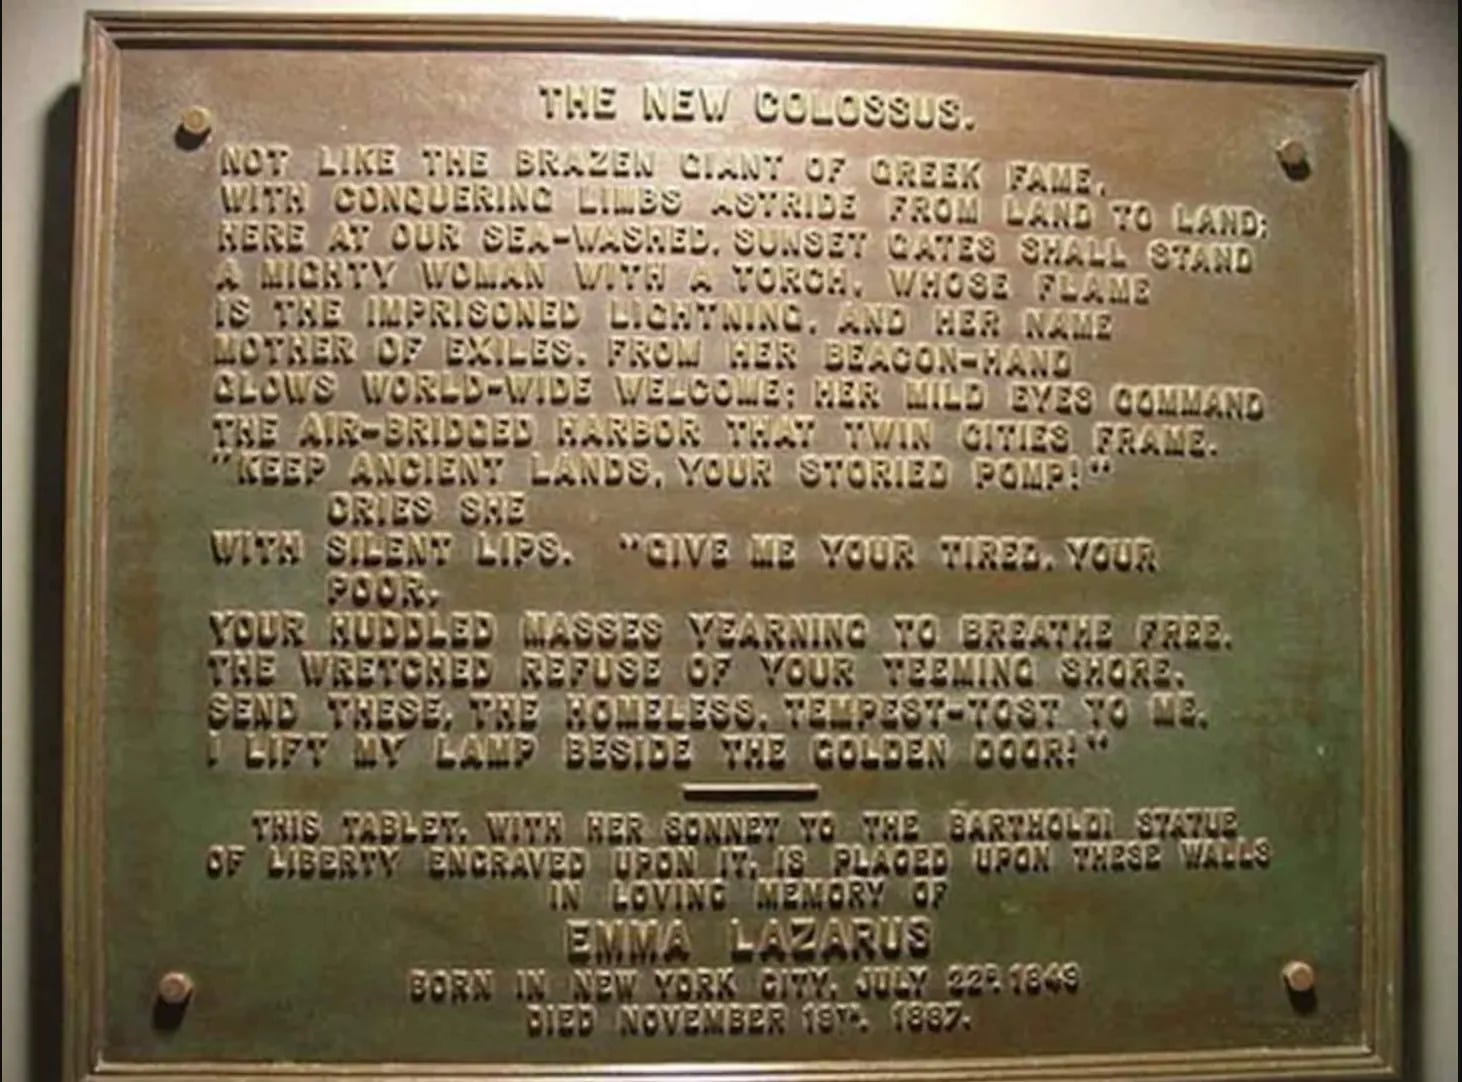 THE NEW COLOSSUS.
NOT LIKE THE BRAZEN GIANT OF GREEK FAME,
WITH CONQUERING LIMBS ASTRIDE FROM LAND TO LAND;
HERE AT OUR SEA-WASHED, SUNSET GATES SHALL STAND
A MIGHTY WOMAN WITH A TORCH, WHOSE FLAME
IS THE IMPRISONED LIGHTNING, AND HER NAME
MOTHER OF EXILES. FROM HER BEACON-HAND
GLOWS WORLD-WIDE WELCOME; HER MILD EYES COMMAND
THE AIR-BRIDGED HARBOR THAT TWIN CITIES FRAME.
"KEEP ANCIENT LANDS, YOUR STORIED POMP!"
CRIES SHE
WITH SILENT LIPS. "GIVE ME YOUR TIRED, YOUR
POOR,
YOUR HUDDLED MASSES YEARNING TO BREATHE FREE,
THE WRETCHED REFUSE OF YOUR TEEMING SHORE,
SEND THESE, THE HOMELESS, TEMPEST-TOST TO ME,
I LIFT MY LAMP BESIDE THE GOLDEN DOOR!"
THIS TABLET, WITH HER SONNET TO THE BARTHOLDI STATUE
OF LIBERTY ENGRAVED UPON IT, IS PLACED UPON THESE WALLS
IN LOVING MEMORY OF
EMMA LAZARUS
BORN IN NEW YORK CITY, JULY 22D, 1849
DIED NOVEMBER 19TH, 1887.